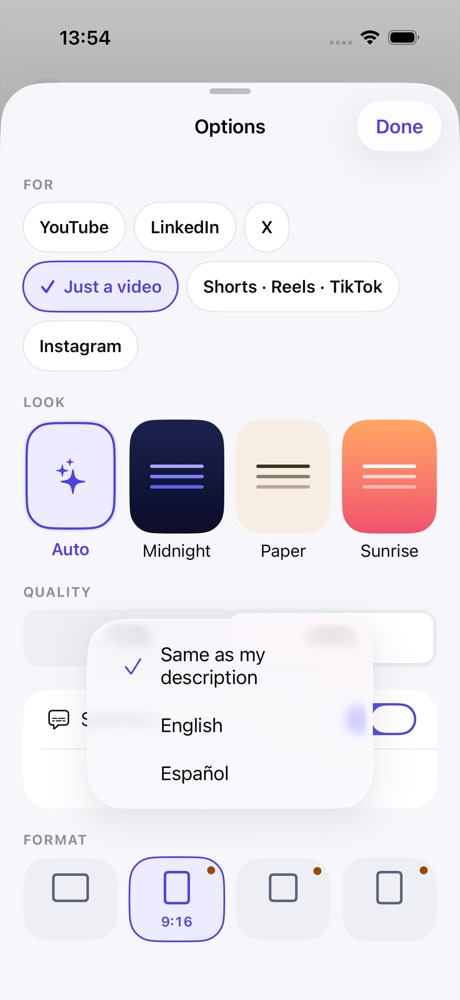 13:54
Options
Done
FOR
YouTube
LinkedIn
X
Just a video
Shorts · Reels · TikTok
Instagram
LOOK
Auto
Midnight
Paper
Sunrise
QUALITY
Same as my
description
English
Español
FORMAT
9:16